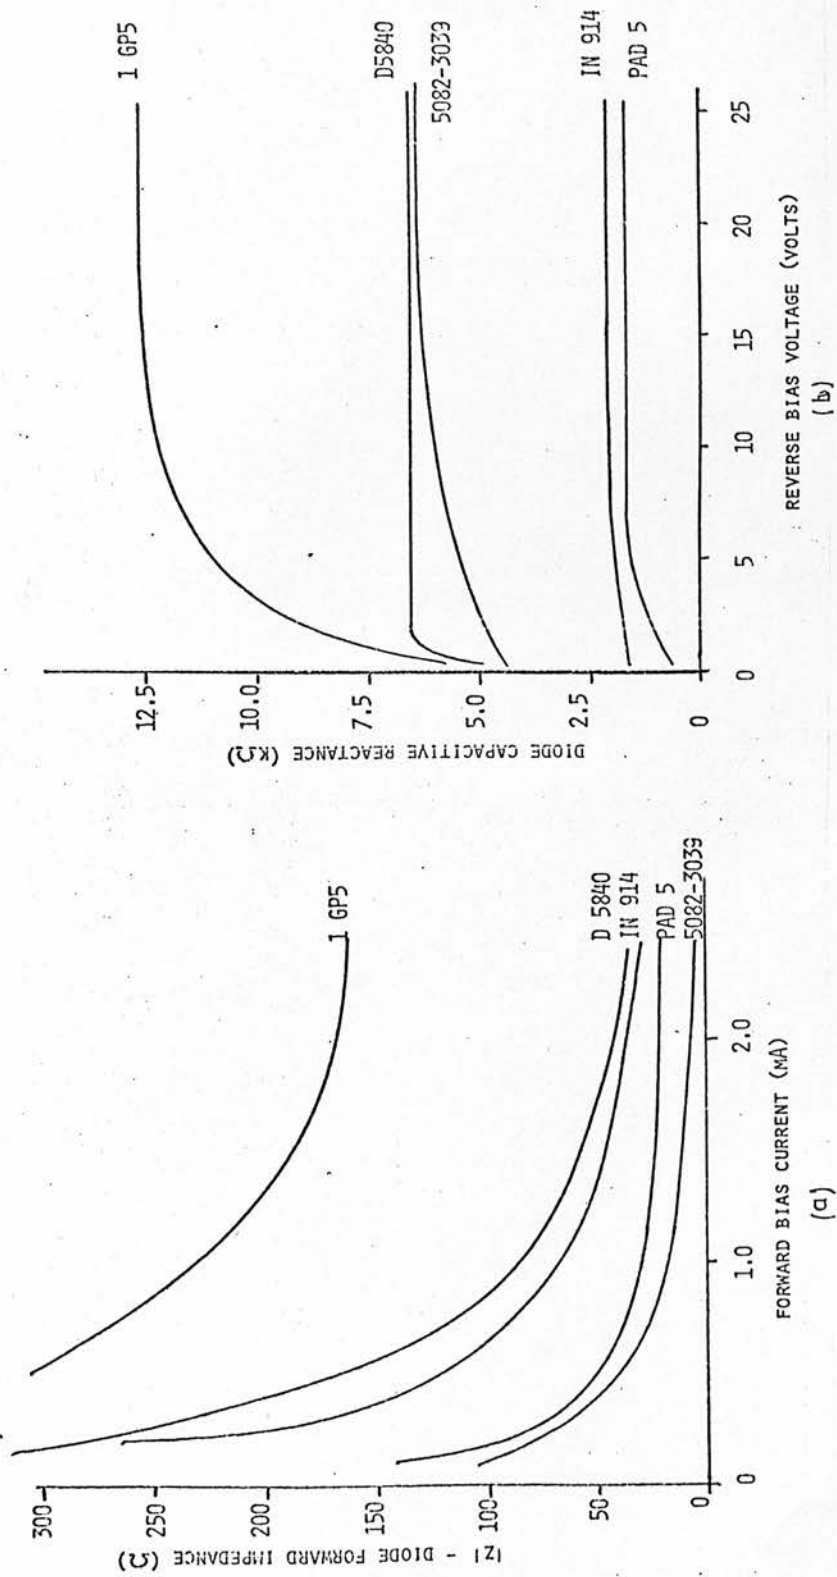 300
250
200
150
100
50
0
|Z| - DIODE FORWARD IMPEDANCE (Ω)
1 GP5
D 5840
IN 914
PAD 5
5082-3039
0
1.0
2.0
FORWARD BIAS CURRENT (MA)
(a)
12.5
10.0
7.5
5.0
2.5
0
DIODE CAPACITIVE REACTANCE (KΩ)
1 GP5
D5840
5082-3039
IN 914
PAD 5
0
5
10
15
20
25
REVERSE BIAS VOLTAGE (VOLTS)
(b)